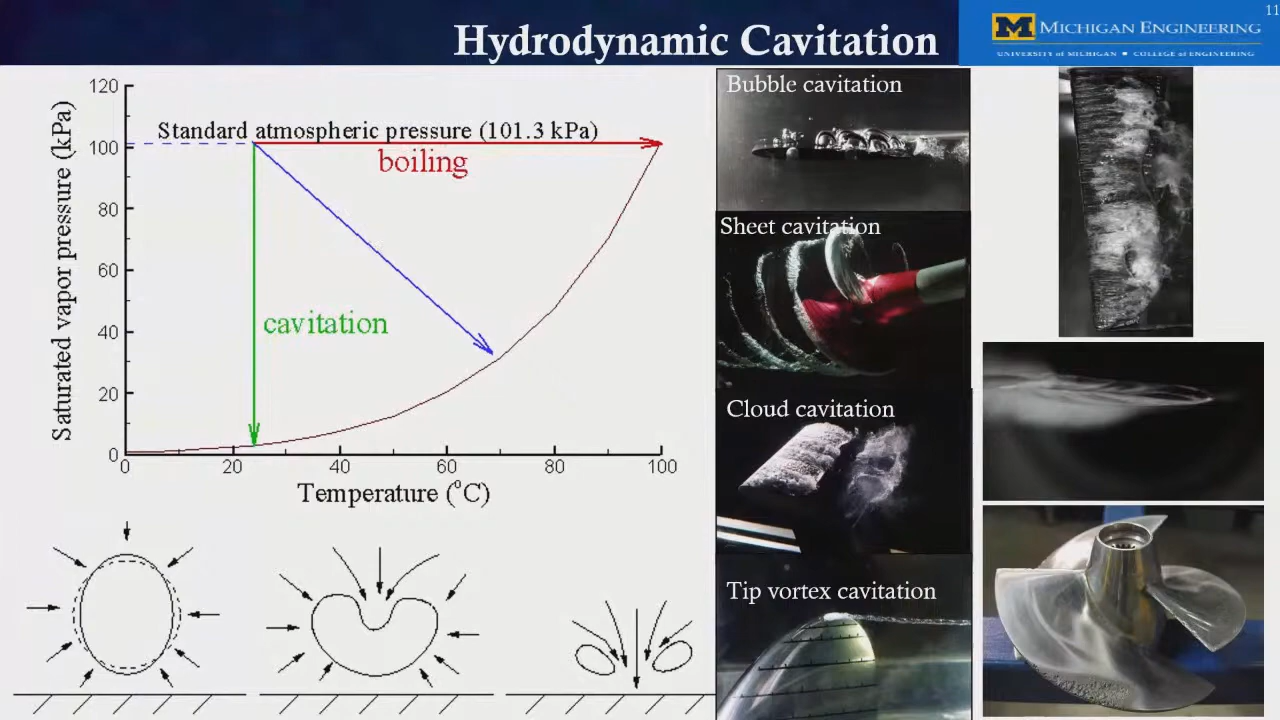 11
Hydrodynamic Cavitation
M MICHIGAN ENGINEERING
UNIVERSITY of MICHIGAN ■ COLLEGE of ENGINEERING
120
100
80
60
40
20
0
Saturated vapor pressure (kPa)
Standard atmospheric pressure (101.3 kPa)
boiling
cavitation
0 20 40 60 80 100
Temperature (°C)
Bubble cavitation
Sheet cavitation
Cloud cavitation
Tip vortex cavitation